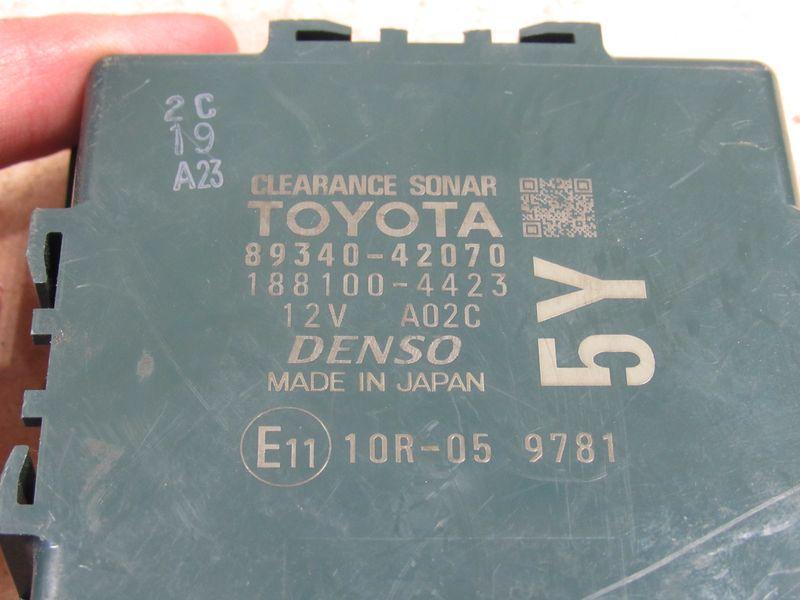 2C
19
A23
CLEARANCE SONAR
TOYOTA
89340-42070
188100-4423
12V A02C
DENSO
MADE IN JAPAN
5Y
E11 10R-05 9781